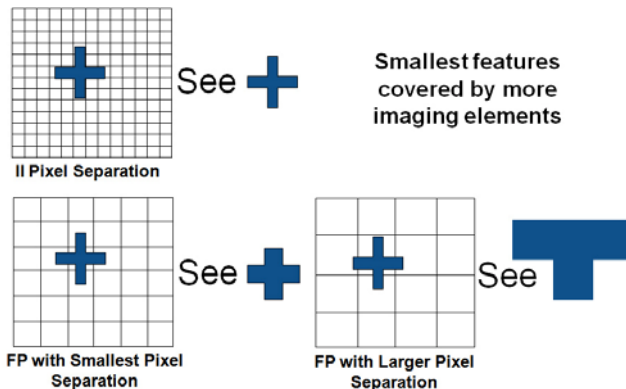 See
Smallest features
covered by more
imaging elements
II Pixel Separation
See
See
FP with Smallest Pixel
Separation
FP with Larger Pixel
Separation